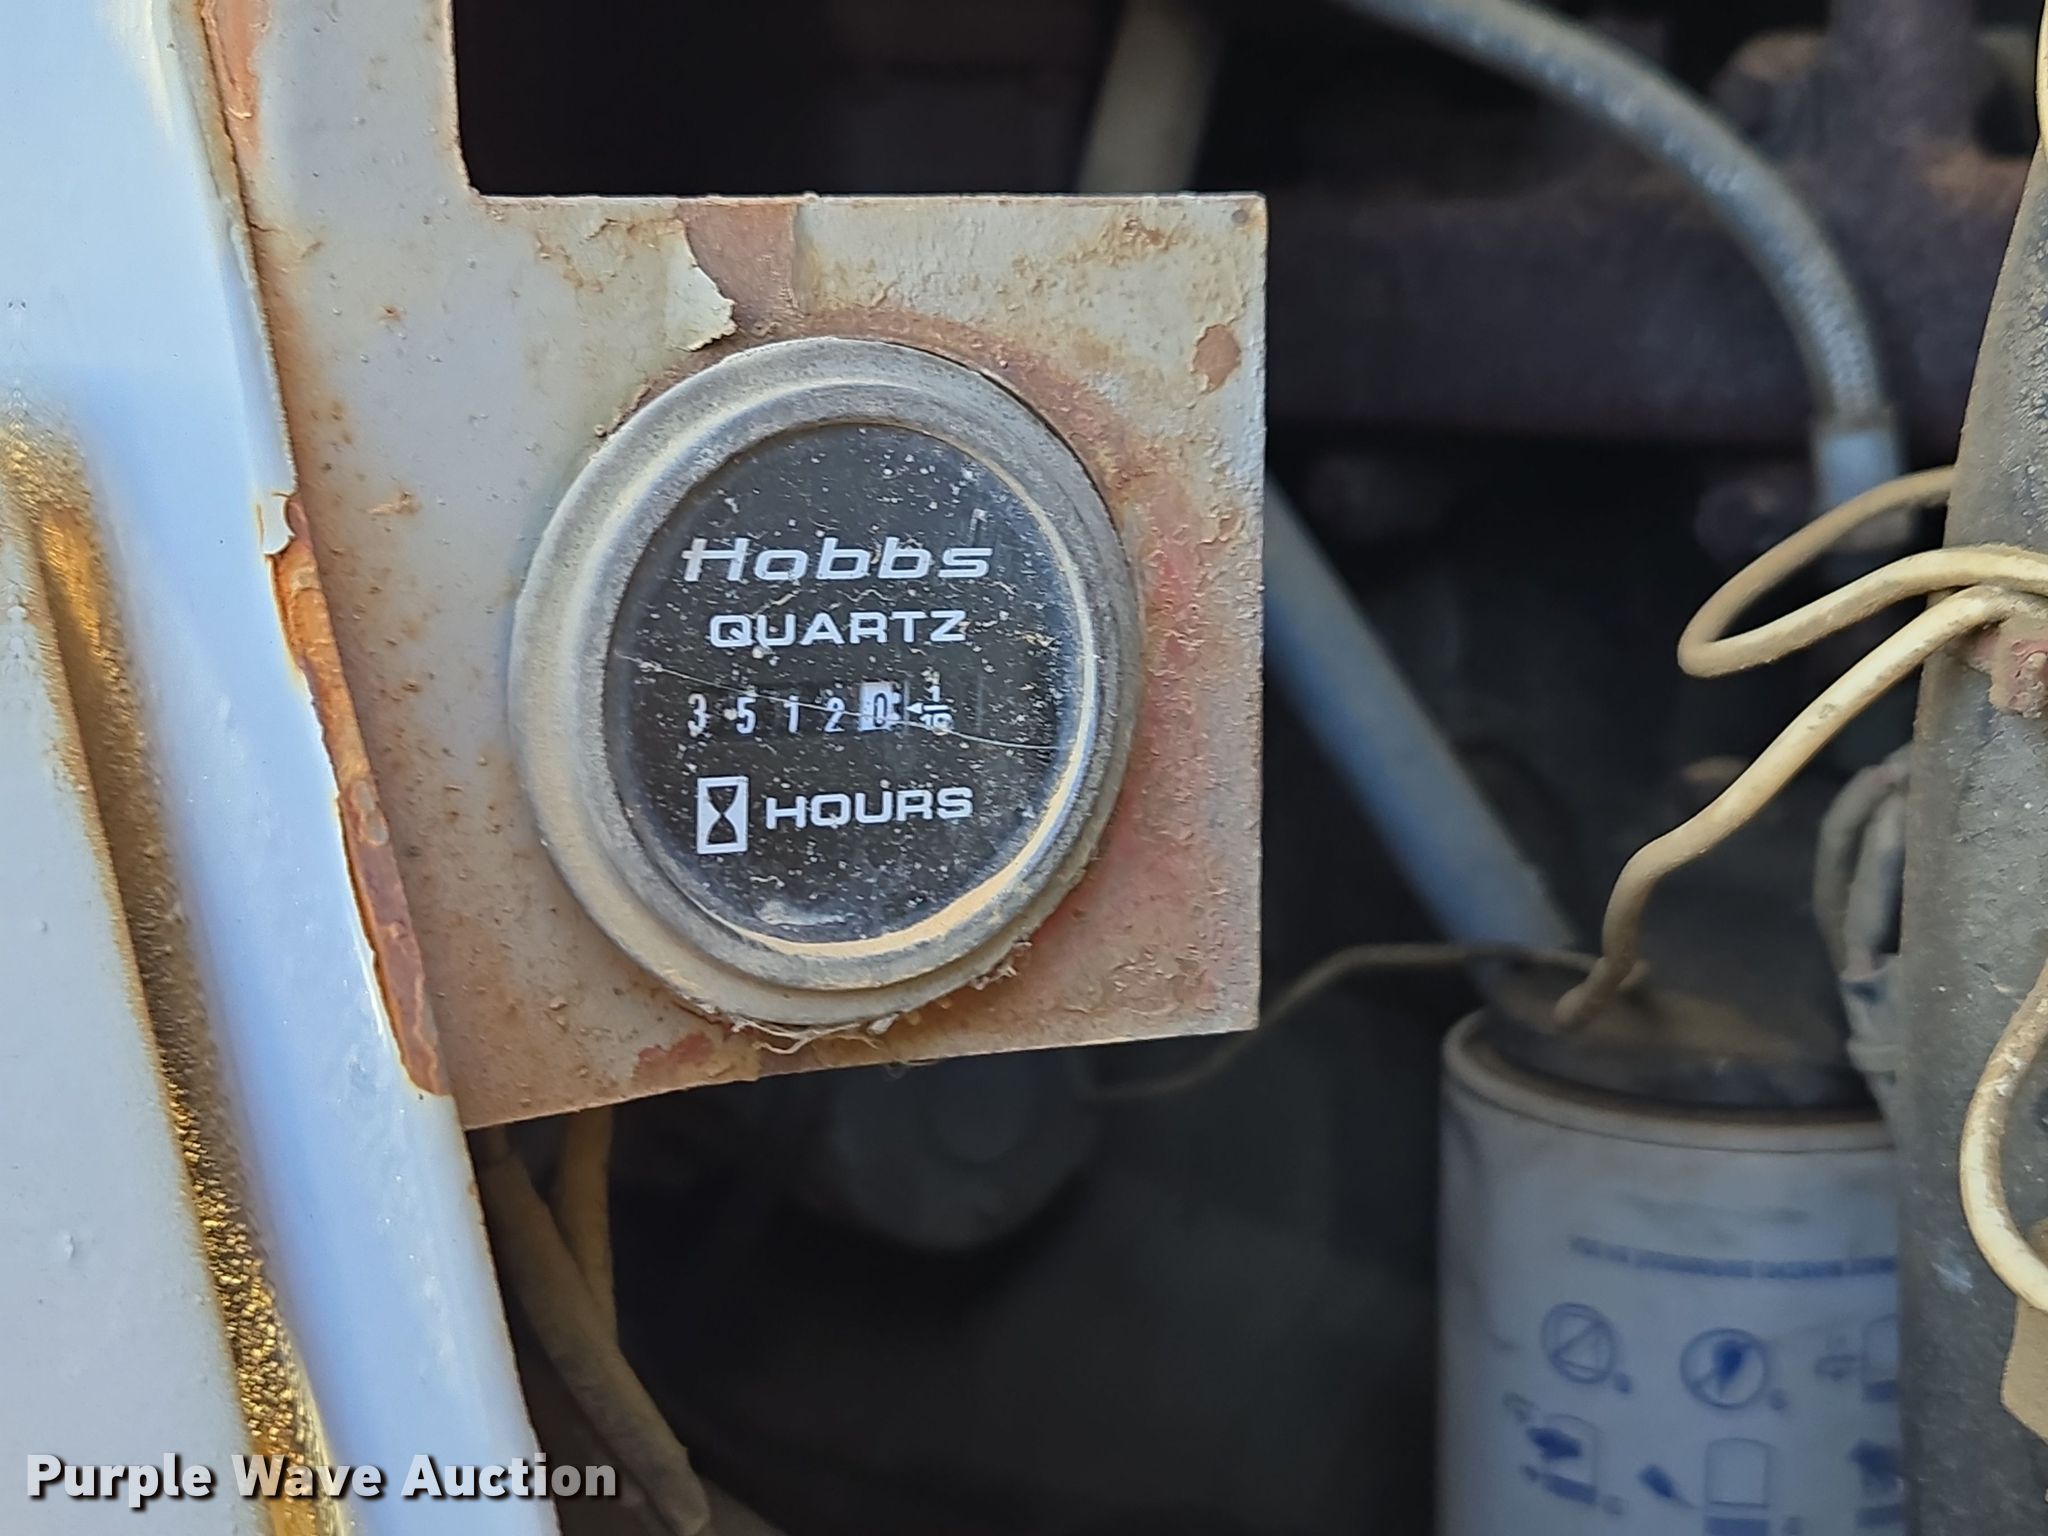 Hobbs
QUARTZ
3 5 1 2 0 1/10
HOURS
Purple Wave Auction